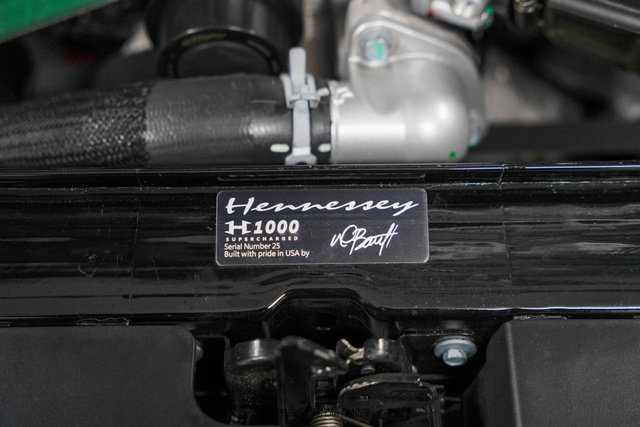 Hennessey
H1000
SUPERCHARGED
Serial Number 25
Built with pride in USA by